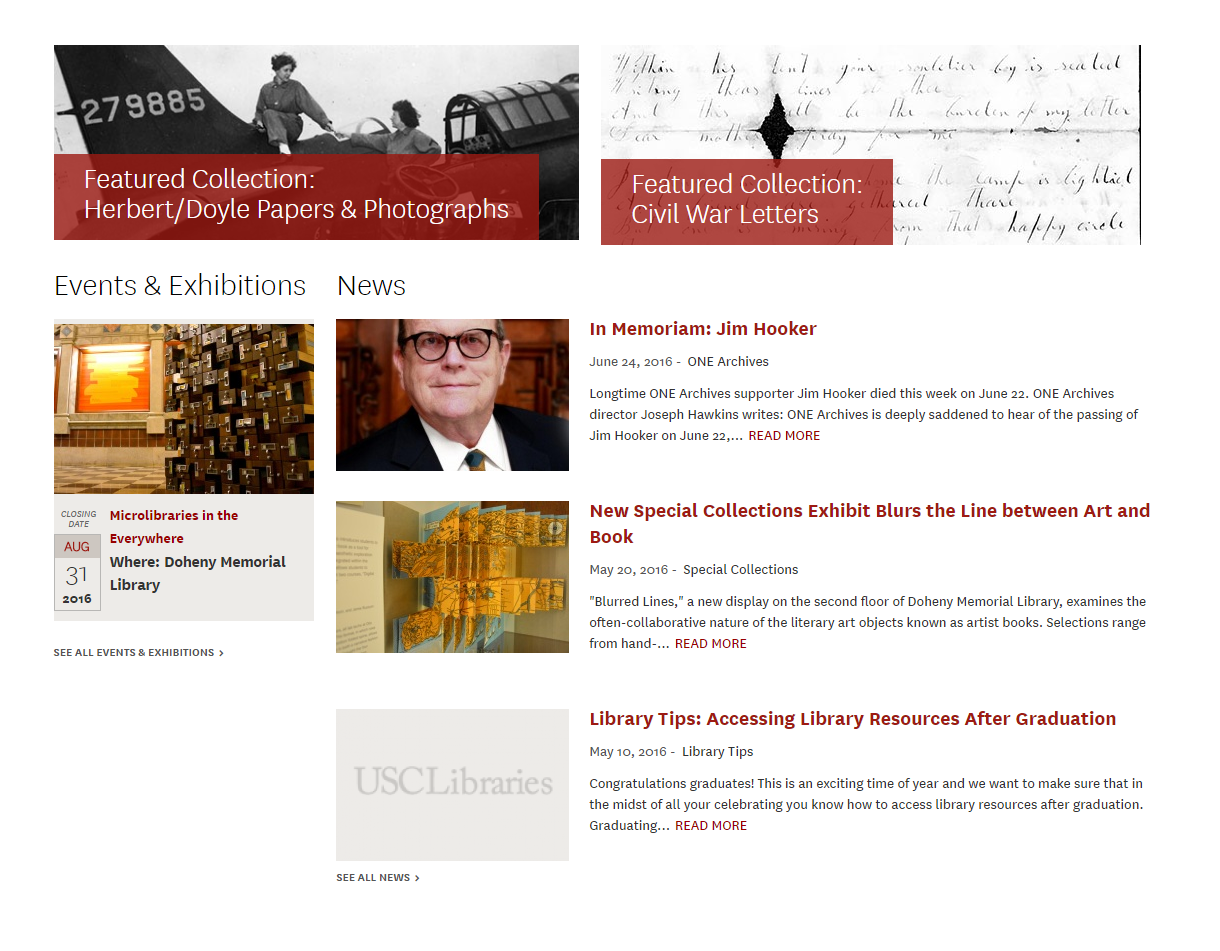 279885
Featured Collection:
Herbert/Doyle Papers & Photographs
Within his tent your souldier boy is sealed
Writing these lines to thee
And this will be the burden of my letter
Dear mother pray for me
the camp is lighted
gathered there
one is missing from that happy circle
Featured Collection:
Civil War Letters
Events & Exhibitions
CLOSING
DATE
AUG
31
2016
Microlibraries in the
Everywhere
Where: Doheny Memorial
Library
SEE ALL EVENTS & EXHIBITIONS >
News
In Memoriam: Jim Hooker
June 24, 2016 - ONE Archives
Longtime ONE Archives supporter Jim Hooker died this week on June 22. ONE Archives
director Joseph Hawkins writes: ONE Archives is deeply saddened to hear of the passing of
Jim Hooker on June 22,... READ MORE
New Special Collections Exhibit Blurs the Line between Art and
Book
May 20, 2016 - Special Collections
"Blurred Lines," a new display on the second floor of Doheny Memorial Library, examines the
often-collaborative nature of the literary art objects known as artist books. Selections range
from hand-... READ MORE
USCLibraries
Library Tips: Accessing Library Resources After Graduation
May 10, 2016 - Library Tips
Congratulations graduates! This is an exciting time of year and we want to make sure that in
the midst of all your celebrating you know how to access library resources after graduation.
Graduating... READ MORE
SEE ALL NEWS >